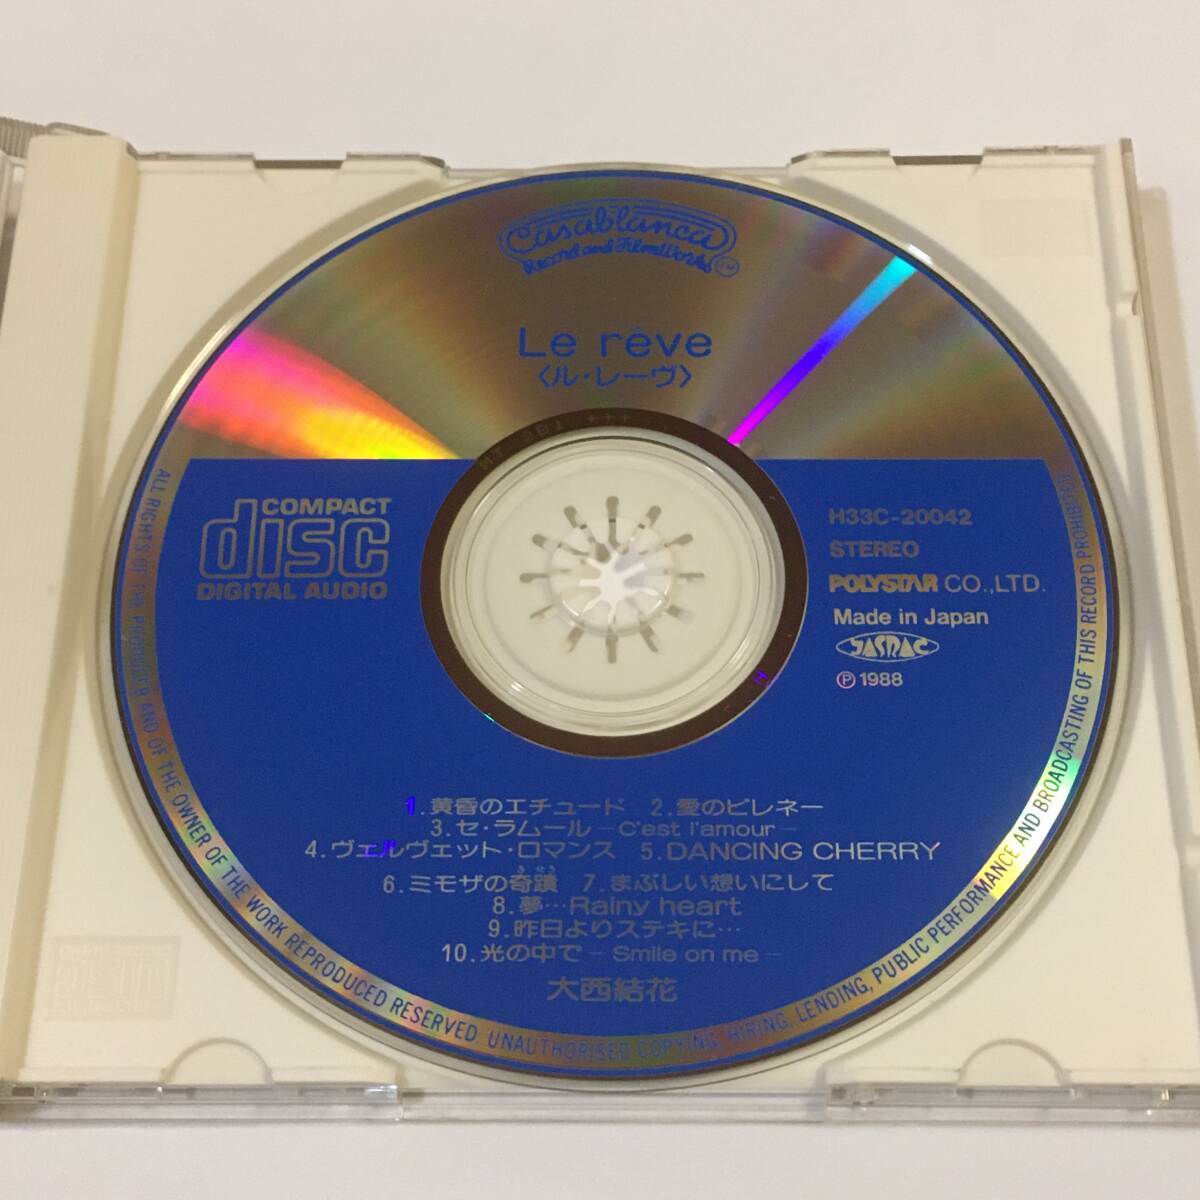 Casablanca
Record and FilmWorks TM
Le rêve
〈ル・レーヴ〉
COMPACT
disc
DIGITAL AUDIO
H33C-20042
STEREO
POLYSTAR CO.,LTD.
Made in Japan
JASRAC
Ⓟ1988
1.黄昏のエチュード 2.愛のピレネー
3.セ・ラムール –C'est l'amour–
4.ヴェルヴェット・ロマンス 5.DANCING CHERRY
6.ミモザの奇蹟 7.まぶしい想いにして
8.夢…Rainy heart
9.昨日よりステキに…
10.光の中で –Smile on me–
大西結花
ALL RIGHTS OF THE PRODUCER AND OF THE OWNER OF THE WORK REPRODUCED RESERVED. UNAUTHORISED COPYING, HIRING, LENDING, PUBLIC PERFORMANCE AND BROADCASTING OF THIS RECORD PROHIBITED